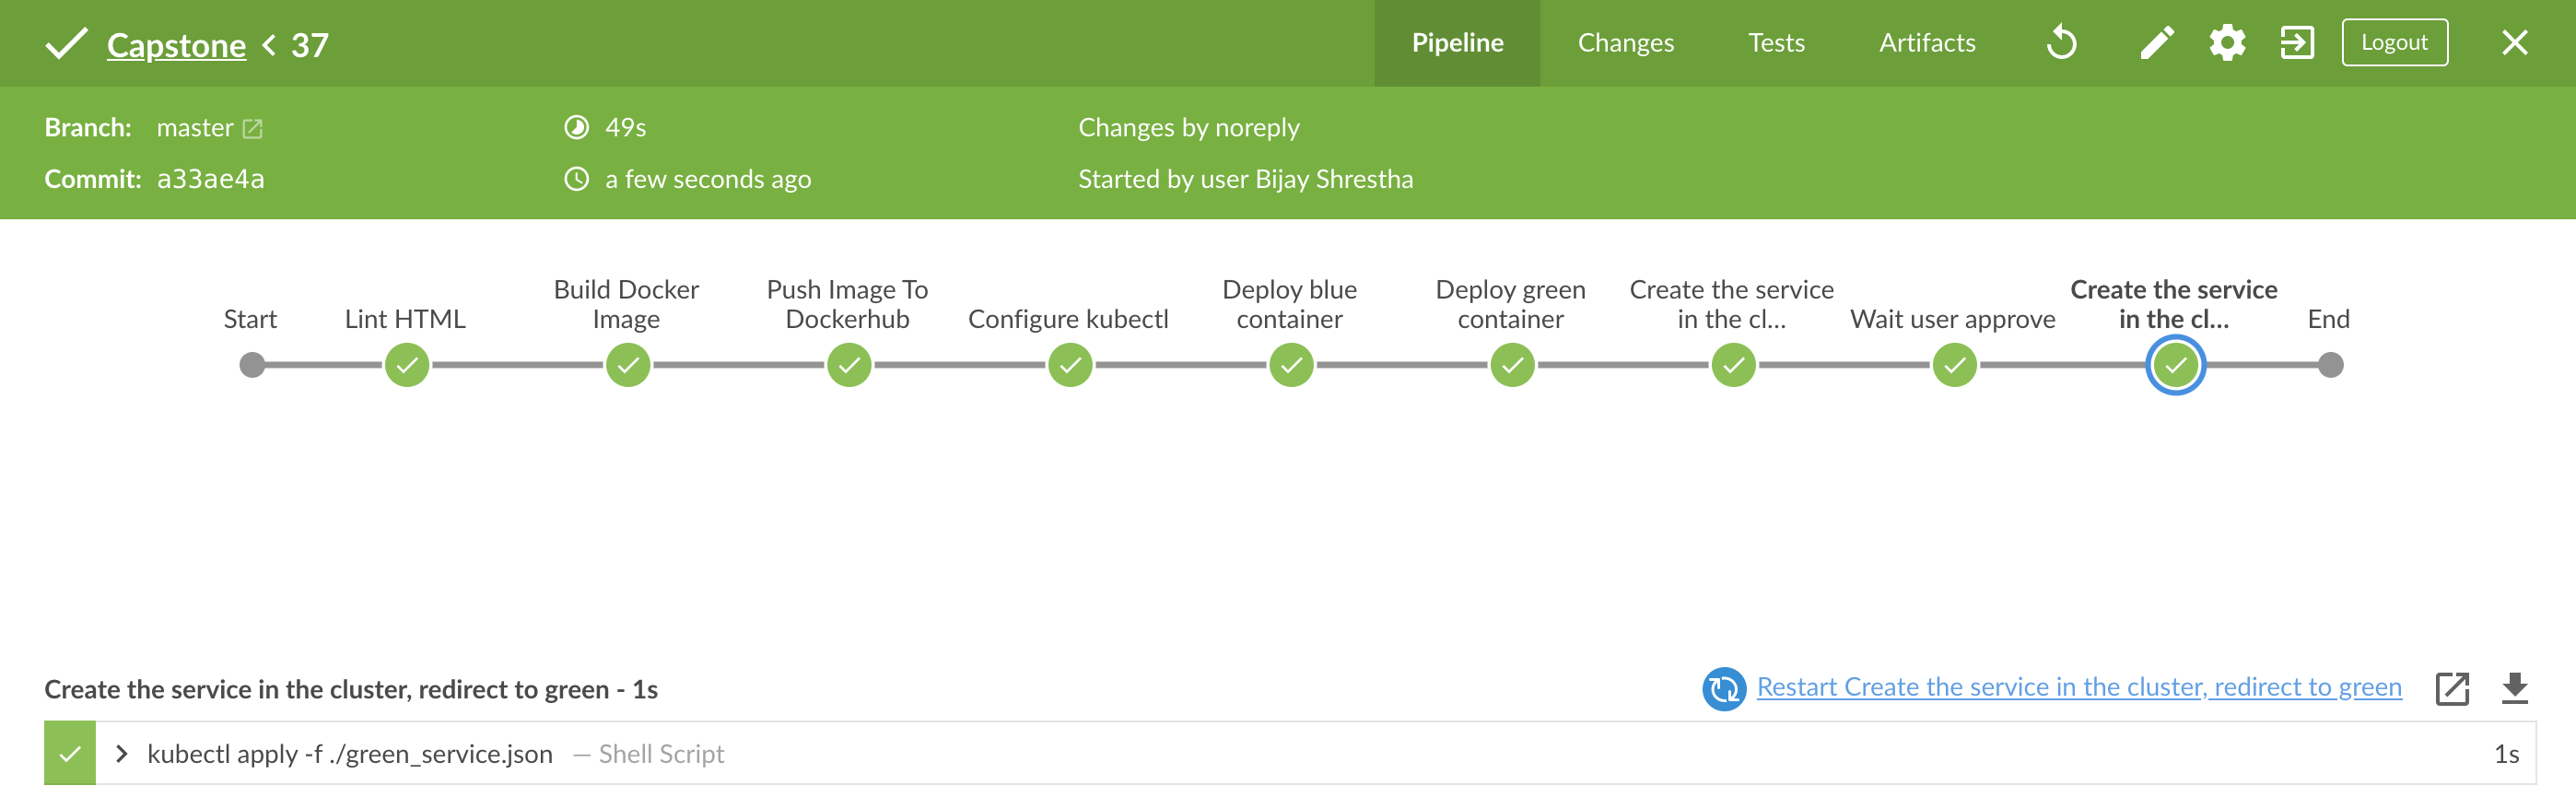 Capstone < 37
Pipeline
Changes
Tests
Artifacts
Logout
Branch: master
49s
Changes by noreply
Commit: a33ae4a
a few seconds ago
Started by user Bijay Shrestha
Start
Lint HTML
Build Docker
Image
Push Image To
Dockerhub
Configure kubectl
Deploy blue
container
Deploy green
container
Create the service
in the cl...
Wait user approve
Create the service
in the cl...
End
Create the service in the cluster, redirect to green - 1s
Restart Create the service in the cluster, redirect to green
kubectl apply -f ./green_service.json — Shell Script
1s